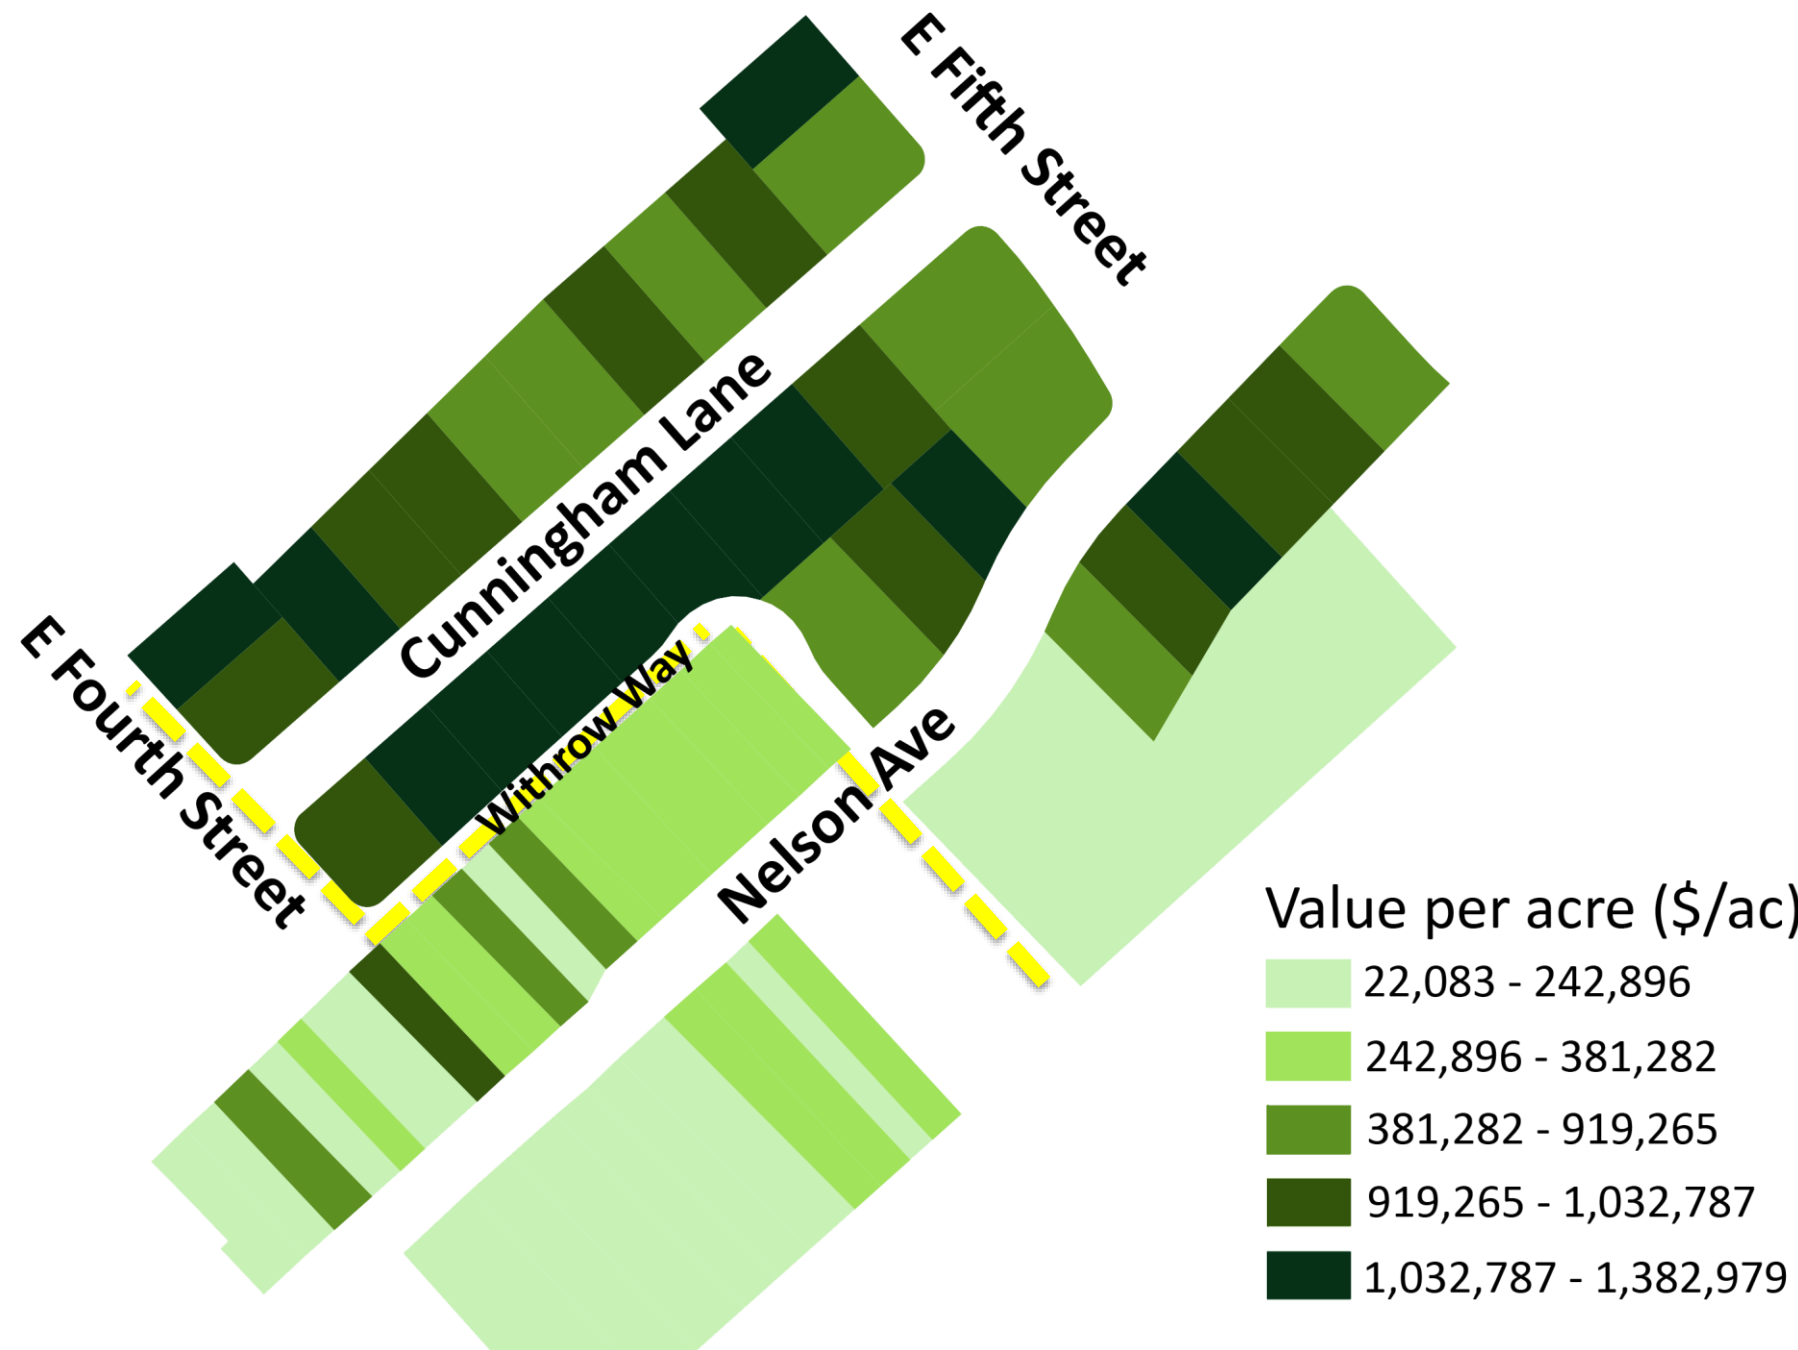 E Fifth Street
Cunningham Lane
E Fourth Street
Withrow Way
Nelson Ave
Value per acre ($/ac)
22,083 - 242,896
242,896 - 381,282
381,282 - 919,265
919,265 - 1,032,787
1,032,787 - 1,382,979